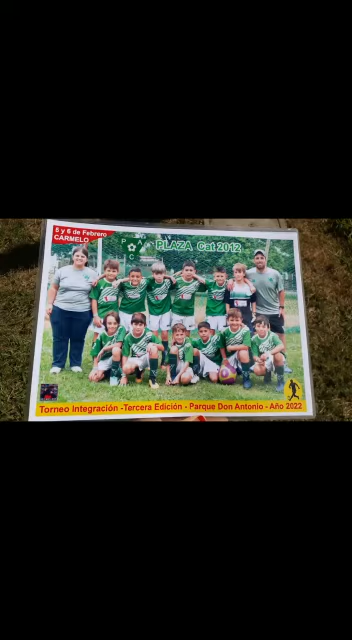 5 y 6 de Febrero
CARMELO
P A C
PLAZA Cat 2012
Torneo Integración -Tercera Edición - Parque Don Antonio - Año 2022